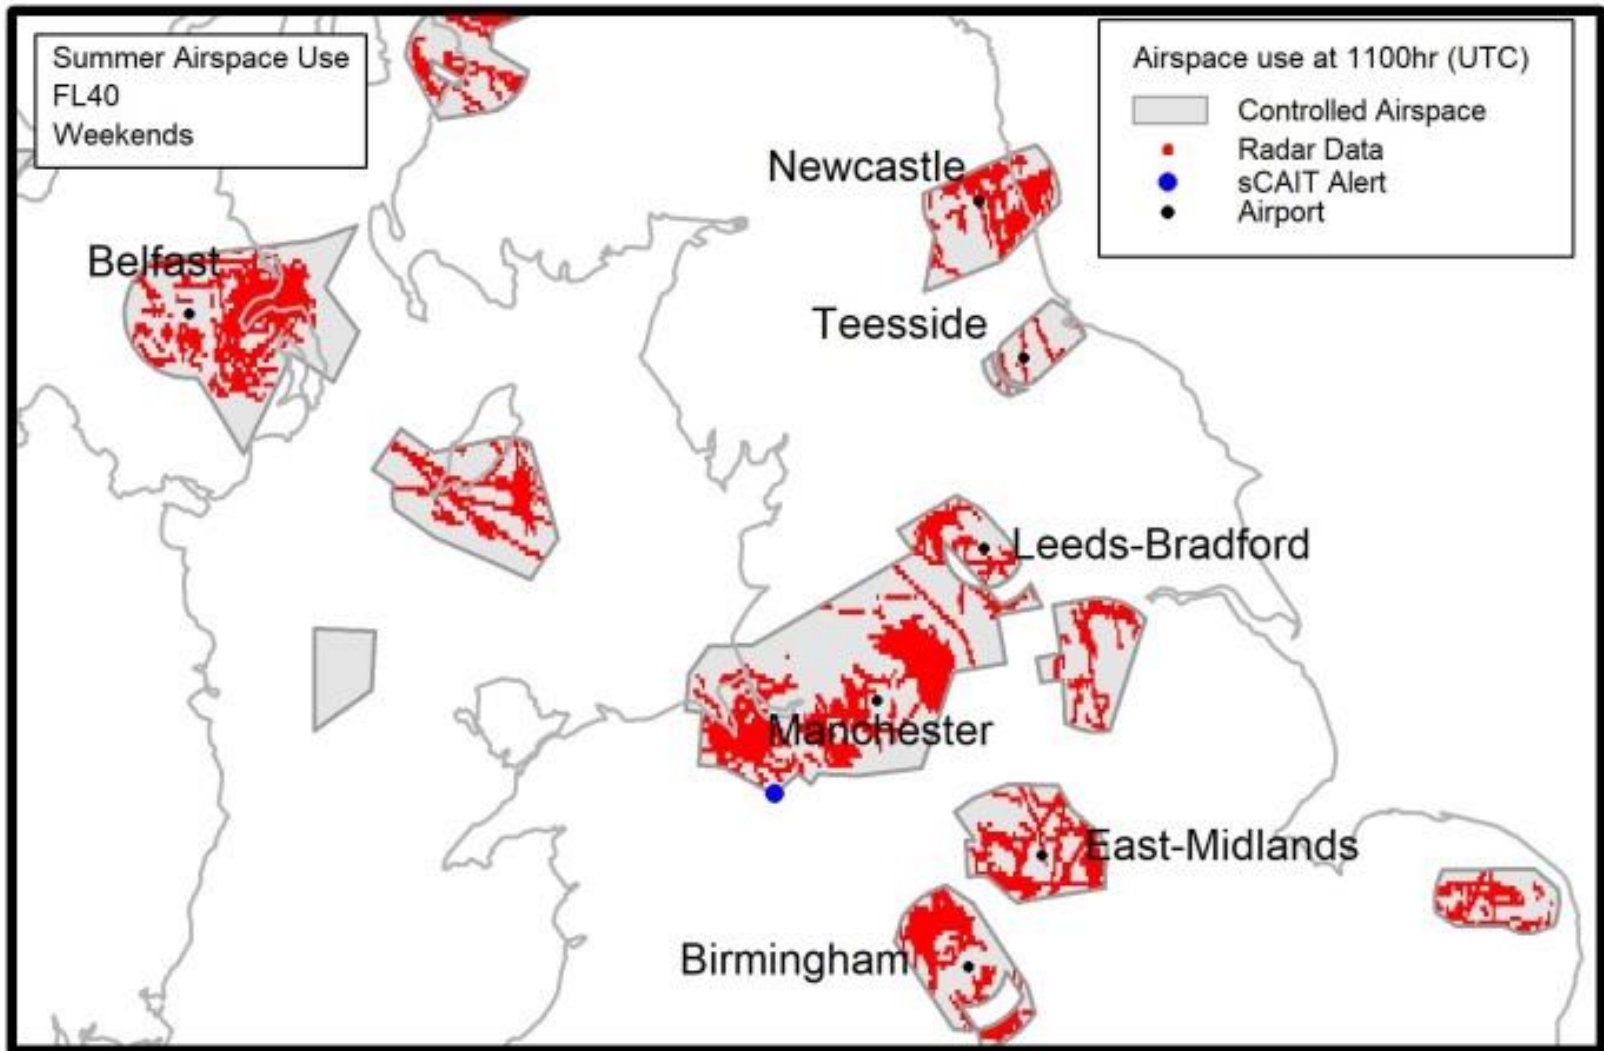 Summer Airspace Use
FL40
Weekends
Airspace use at 1100hr (UTC)
Controlled Airspace
Radar Data
sCAIT Alert
Airport
Newcastle
Belfast
Teesside
Leeds-Bradford
Manchester
East-Midlands
Birmingham